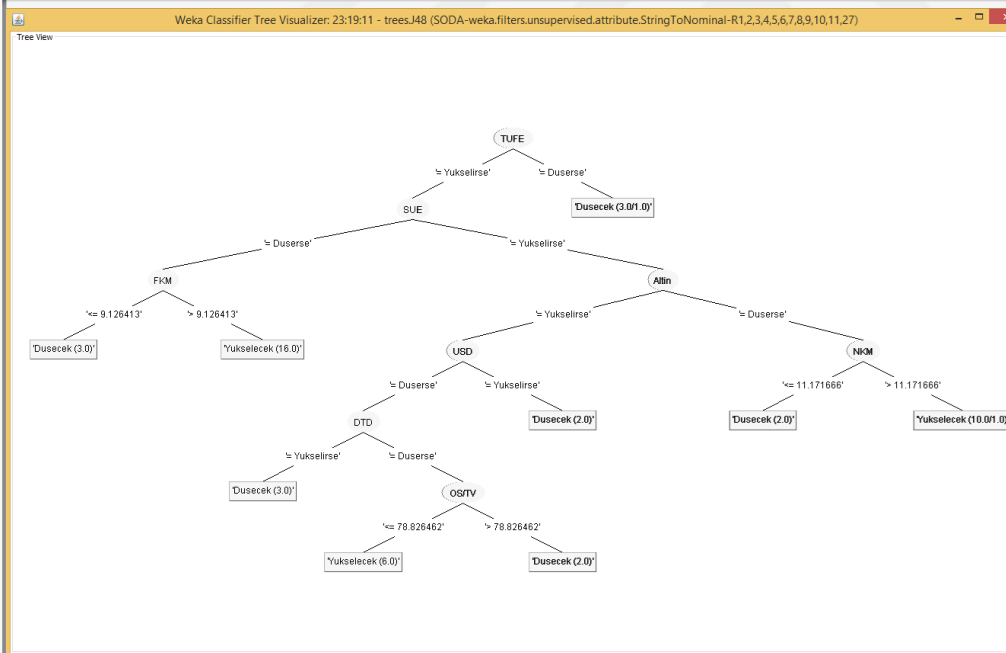 Weka Classifier Tree Visualizer: 23:19:11 - trees.J48 (SODA-weka.filters.unsupervised.attribute.StringToNominal-R1,2,3,4,5,6,7,8,9,10,11,27)
Tree View
TUFE
'= Yukselirse' '= Duserse'
SUE 'Dusecek (3.0/1.0)'
'= Duserse' '= Yukselirse'
FKM Altin
'<= 9.126413' '> 9.126413' '= Yukselirse' '= Duserse'
'Dusecek (3.0)' 'Yukselecek (16.0)' USD NKM
'= Duserse' '= Yukselirse' '<= 11.171666' '> 11.171666'
DTD 'Dusecek (2.0)' 'Dusecek (2.0)' 'Yukselecek (10.0/1.0)
'= Yukselirse' '= Duserse'
'Dusecek (3.0)' OS/TV
'<= 78.826462' '> 78.826462'
'Yukselecek (6.0)' 'Dusecek (2.0)'